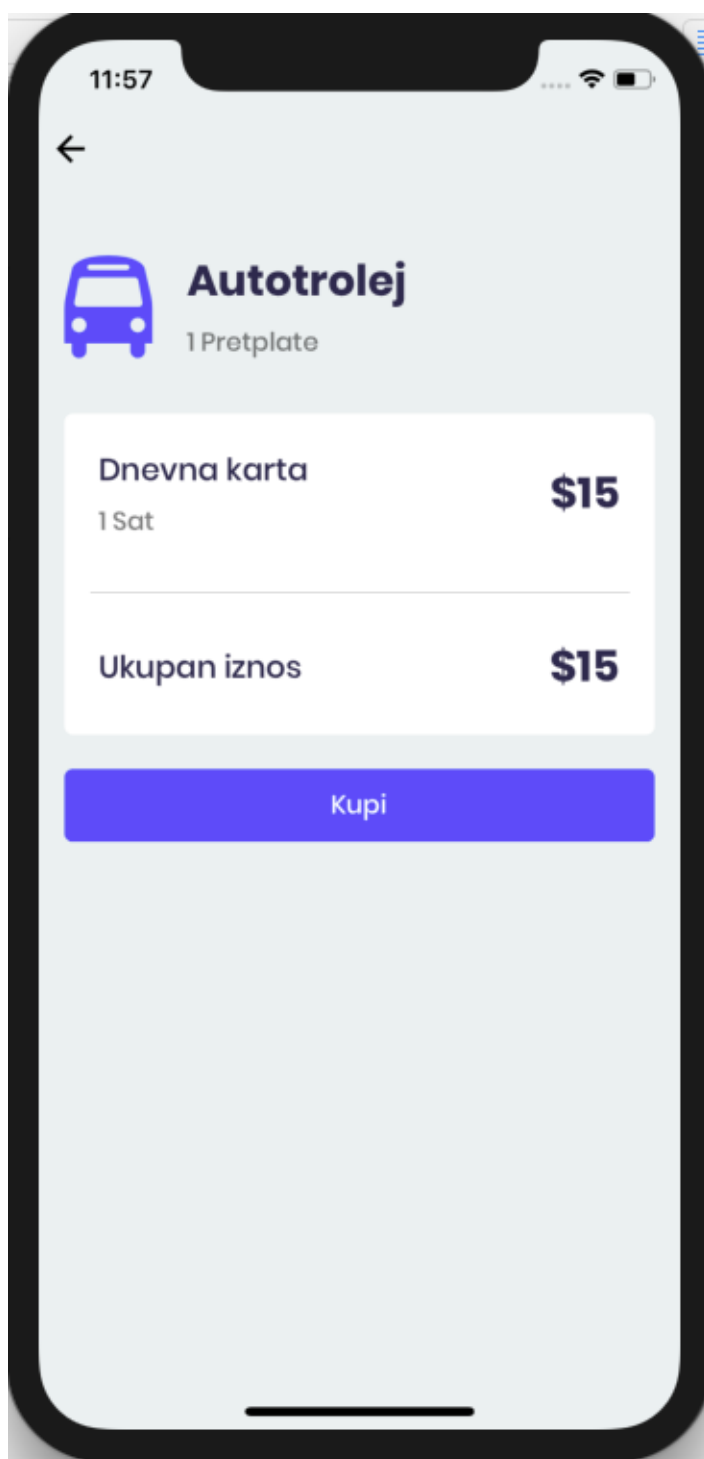 11:57
Autotrolej
1 Pretplate
Dnevna karta
$15
1 Sat
Ukupan iznos
$15
Kupi